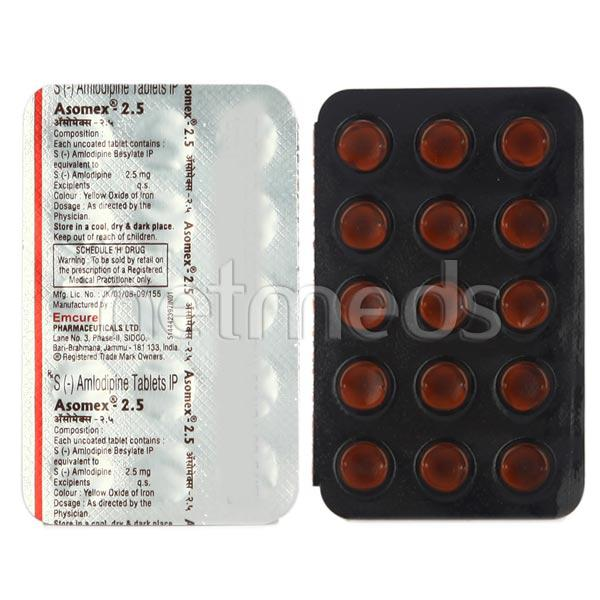 S (-) Amlodipine Tablets IP
Asomex® - 2.5
ॲसोमेक्स - २.५
Composition :
Each uncoated tablet contains :
S (-) Amlodipine Besylate IP
equivalent to
S (-) Amlodipine 2.5 mg
Excipients q.s.
Colour : Yellow Oxide of Iron
Dosage : As directed by the
Physician.
Store in a cool, dry & dark place.
Keep out of reach of children.
SCHEDULE 'H' DRUG
Warning : To be sold by retail on
the prescription of a Registered
Medical Practitioner only.
Mfg. Lic. No. : JK/01/08-09/155
Manufactured by
Emcure
PHARMACEUTICALS LTD.
Lane No. 3, Phase-II, SIDCO,
Bari-Brahmana, Jammu - 181 133, India.
® Registered Trade Mark Owners.
℞ S (-) Amlodipine Tablets IP
Asomex® - 2.5
ॲसोमेक्स - २.५
Composition :
Each uncoated tablet contains :
S (-) Amlodipine Besylate IP
equivalent to
S (-) Amlodipine 2.5 mg
Excipients q.s.
Colour : Yellow Oxide of Iron
Dosage : As directed by the
Physician.
Store in a cool, dry & dark place.
Asomex® 2.5 ॲसोमेक्स - २.५
Asomex® 2.5 ॲसोमेक्स - २.५
netmeds